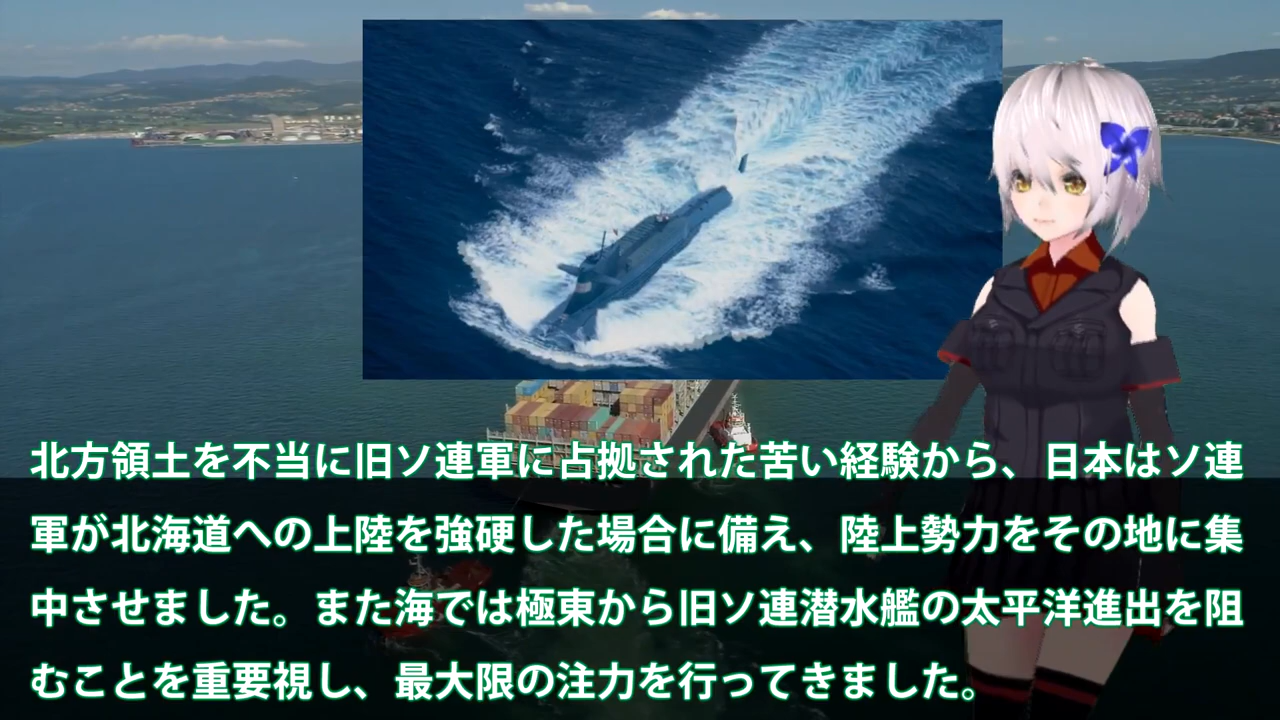 北方領土を不当に旧ソ連軍に占拠された苦い経験から、日本はソ連
軍が北海道への上陸を強硬した場合に備え、陸上勢力をその地に集
中させました。また海では極東から旧ソ連潜水艦の太平洋進出を阻
むことを重要視し、最大限の注力を行ってきました。